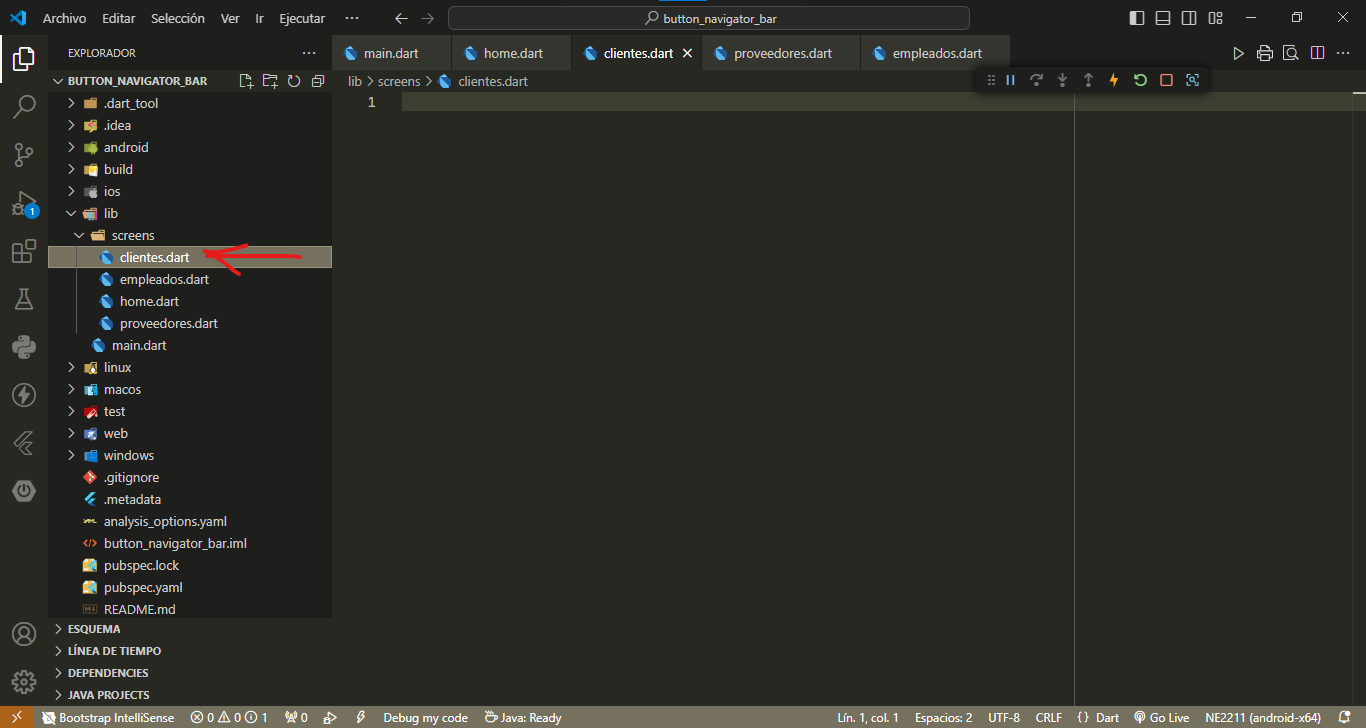 Archivo Editar Selección Ver Ir Ejecutar ··· button_navigator_bar
EXPLORADOR ···
BUTTON_NAVIGATOR_BAR
.dart_tool
.idea
android
build
ios
lib
screens
clientes.dart
empleados.dart
home.dart
proveedores.dart
main.dart
linux
macos
test
web
windows
.gitignore
.metadata
analysis_options.yaml
button_navigator_bar.iml
pubspec.lock
pubspec.yaml
README.md
ESQUEMA
LÍNEA DE TIEMPO
DEPENDENCIES
JAVA PROJECTS
1
main.dart home.dart clientes.dart proveedores.dart empleados.dart
lib > screens > clientes.dart
1
Bootstrap IntelliSense 0 0 1 0 Debug my code Java: Ready Lín. 1, col. 1 Espacios: 2 UTF-8 CRLF {} Dart Go Live NE2211 (android-x64)